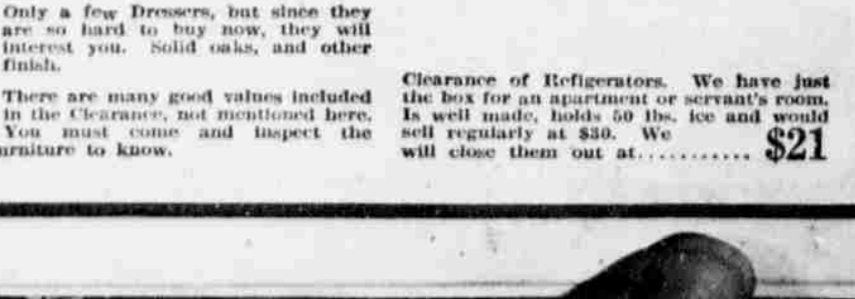 Only a few Dressers, but since they
are so hard to buy now, they will
interest you. Solid oaks, and other
finish.
There are many good values included
in the Clearance, not mentioned here.
You must come and inspect the
urniture to know.
Clearance of Refigerators. We have just
the box for an apartment or servant's room.
Is well made, holds 50 lbs. ice and would
sell regularly at $30. We
will close them out at........... $21